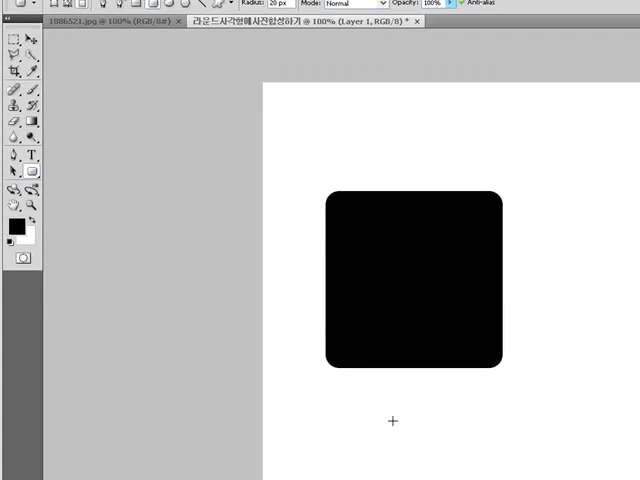 Radius: 20 px Mode: Normal Opacity: 100% Anti-alias
1886521.jpg @ 100% (RGB/8#) × 라운드사각형에사진합성하기 @ 100% (Layer 1, RGB/8) * ×
T